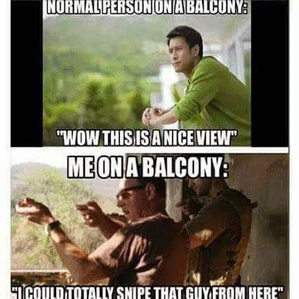 NORMAL PERSON ON A BALCONY:
"WOW THIS IS A NICE VIEW"
ME ON A BALCONY:
"I COULD TOTALLY SNIPE THAT GUY FROM HERE"